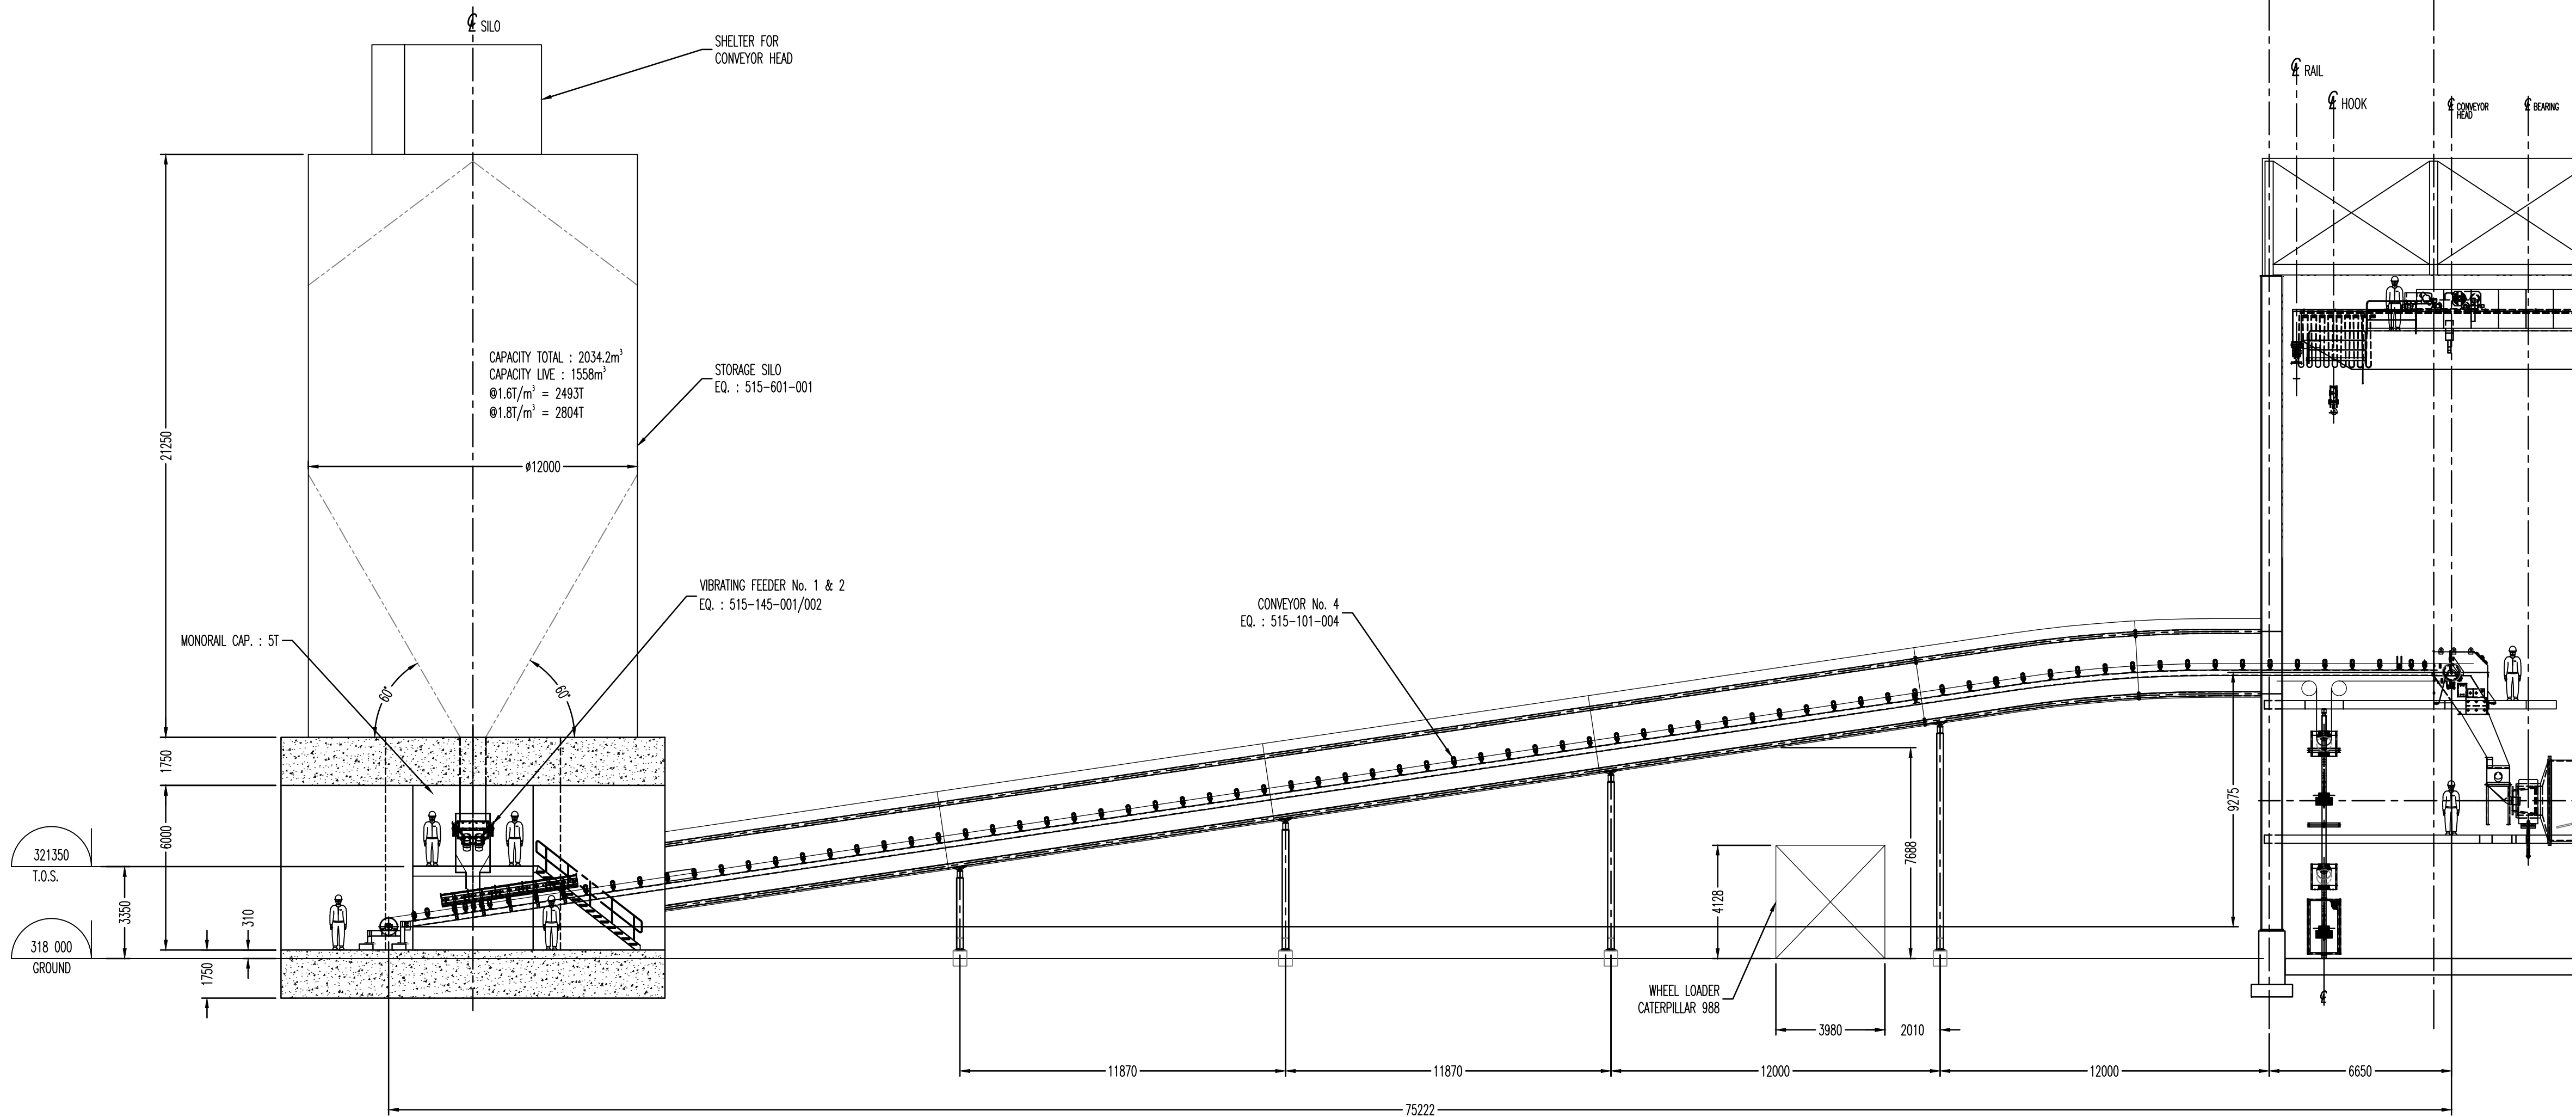 ℄ SILO
SHELTER FOR
CONVEYOR HEAD
℄ RAIL
℄ HOOK
℄ CONVEYOR
HEAD
℄ BEARING
CAPACITY TOTAL : 2034.2m³
CAPACITY LIVE : 1558m³
@1.6T/m³ = 2493T
@1.8T/m³ = 2804T
STORAGE SILO
EQ. : 515-601-001
21250
ø12000
VIBRATING FEEDER No. 1 & 2
EQ. : 515-145-001/002
CONVEYOR No. 4
EQ. : 515-101-004
MONORAIL CAP. : 5T
60°
60°
1750
6000
9275
7688
4128
321350
T.O.S.
3350
310
318 000
GROUND
1750
WHEEL LOADER
CATERPILLAR 988
℄
3980
2010
11870
11870
12000
12000
6650
75222